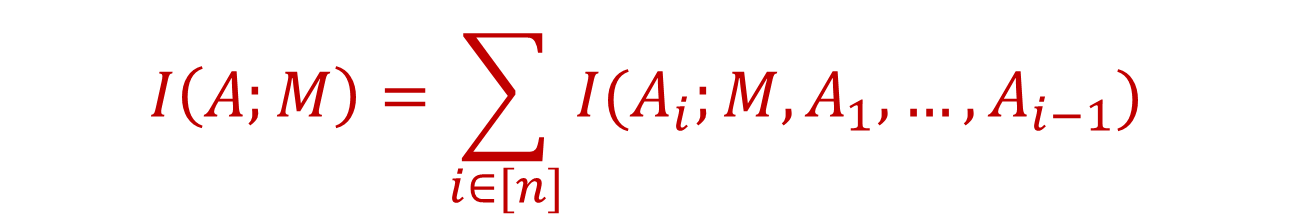 I(A; M) = ∑_{i∈[n]} I(A_i; M, A_1, … , A_{i−1})